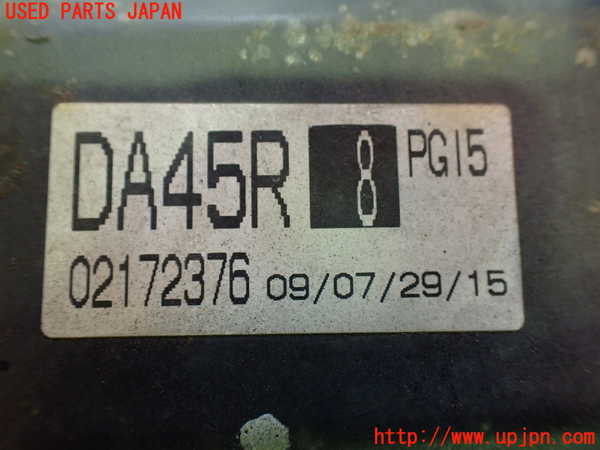 USED PARTS JAPAN
DA45R 8 PG15
02172376 09/07/29/15
http://www.upjpn.com